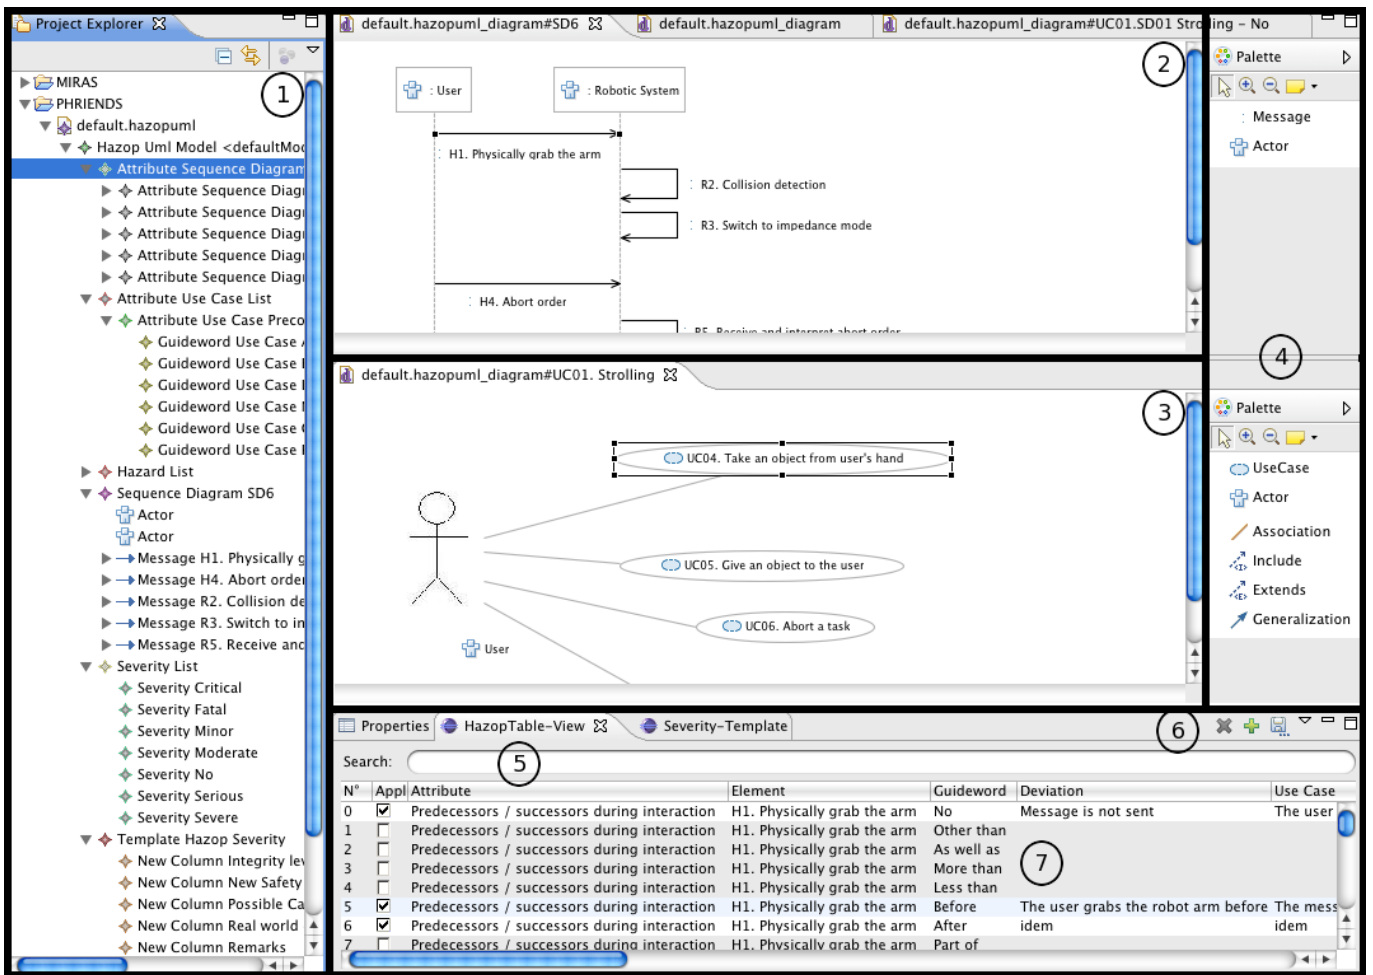 Project Explorer
1
MIRAS
PHRIENDS
default.hazopuml
Hazop Uml Model <defaultMod
Attribute Sequence Diagram
Attribute Sequence Diagr
Attribute Sequence Diagr
Attribute Sequence Diagr
Attribute Sequence Diagr
Attribute Sequence Diagr
Attribute Use Case List
Attribute Use Case Preco
Guideword Use Case
Guideword Use Case
Guideword Use Case
Guideword Use Case
Guideword Use Case
Guideword Use Case
Hazard List
Sequence Diagram SD6
Actor
Actor
Message H1. Physically g
Message H4. Abort order
Message R2. Collision de
Message R3. Switch to in
Message R5. Receive and
Severity List
Severity Critical
Severity Fatal
Severity Minor
Severity Moderate
Severity No
Severity Serious
Severity Severe
Template Hazop Severity
New Column Integrity lev
New Column New Safety
New Column Possible Ca
New Column Real world
New Column Remarks
default.hazopuml_diagram#SD6 default.hazopuml_diagram default.hazopuml_diagram#UC01.SD01 Strolling – No
2
: User : Robotic System
: H1. Physically grab the arm
: R2. Collision detection
: R3. Switch to impedance mode
: H4. Abort order
: R5. Receive and interpret abort order
default.hazopuml_diagram#UC01. Strolling
3
UC04. Take an object from user's hand
UC05. Give an object to the user
UC06. Abort a task
User
Palette
: Message
Actor
4
Palette
UseCase
Actor
Association
Include
Extends
Generalization
Properties HazopTable-View Severity-Template
6
Search:
5
N° Appl Attribute Element Guideword Deviation Use Case
0 Predecessors / successors during interaction H1. Physically grab the arm No Message is not sent The user
1 Predecessors / successors during interaction H1. Physically grab the arm Other than
2 Predecessors / successors during interaction H1. Physically grab the arm As well as
3 Predecessors / successors during interaction H1. Physically grab the arm More than
4 Predecessors / successors during interaction H1. Physically grab the arm Less than
5 Predecessors / successors during interaction H1. Physically grab the arm Before The user grabs the robot arm before The mess
6 Predecessors / successors during interaction H1. Physically grab the arm After idem idem
7 Predecessors / successors during interaction H1. Physically grab the arm Part of
7